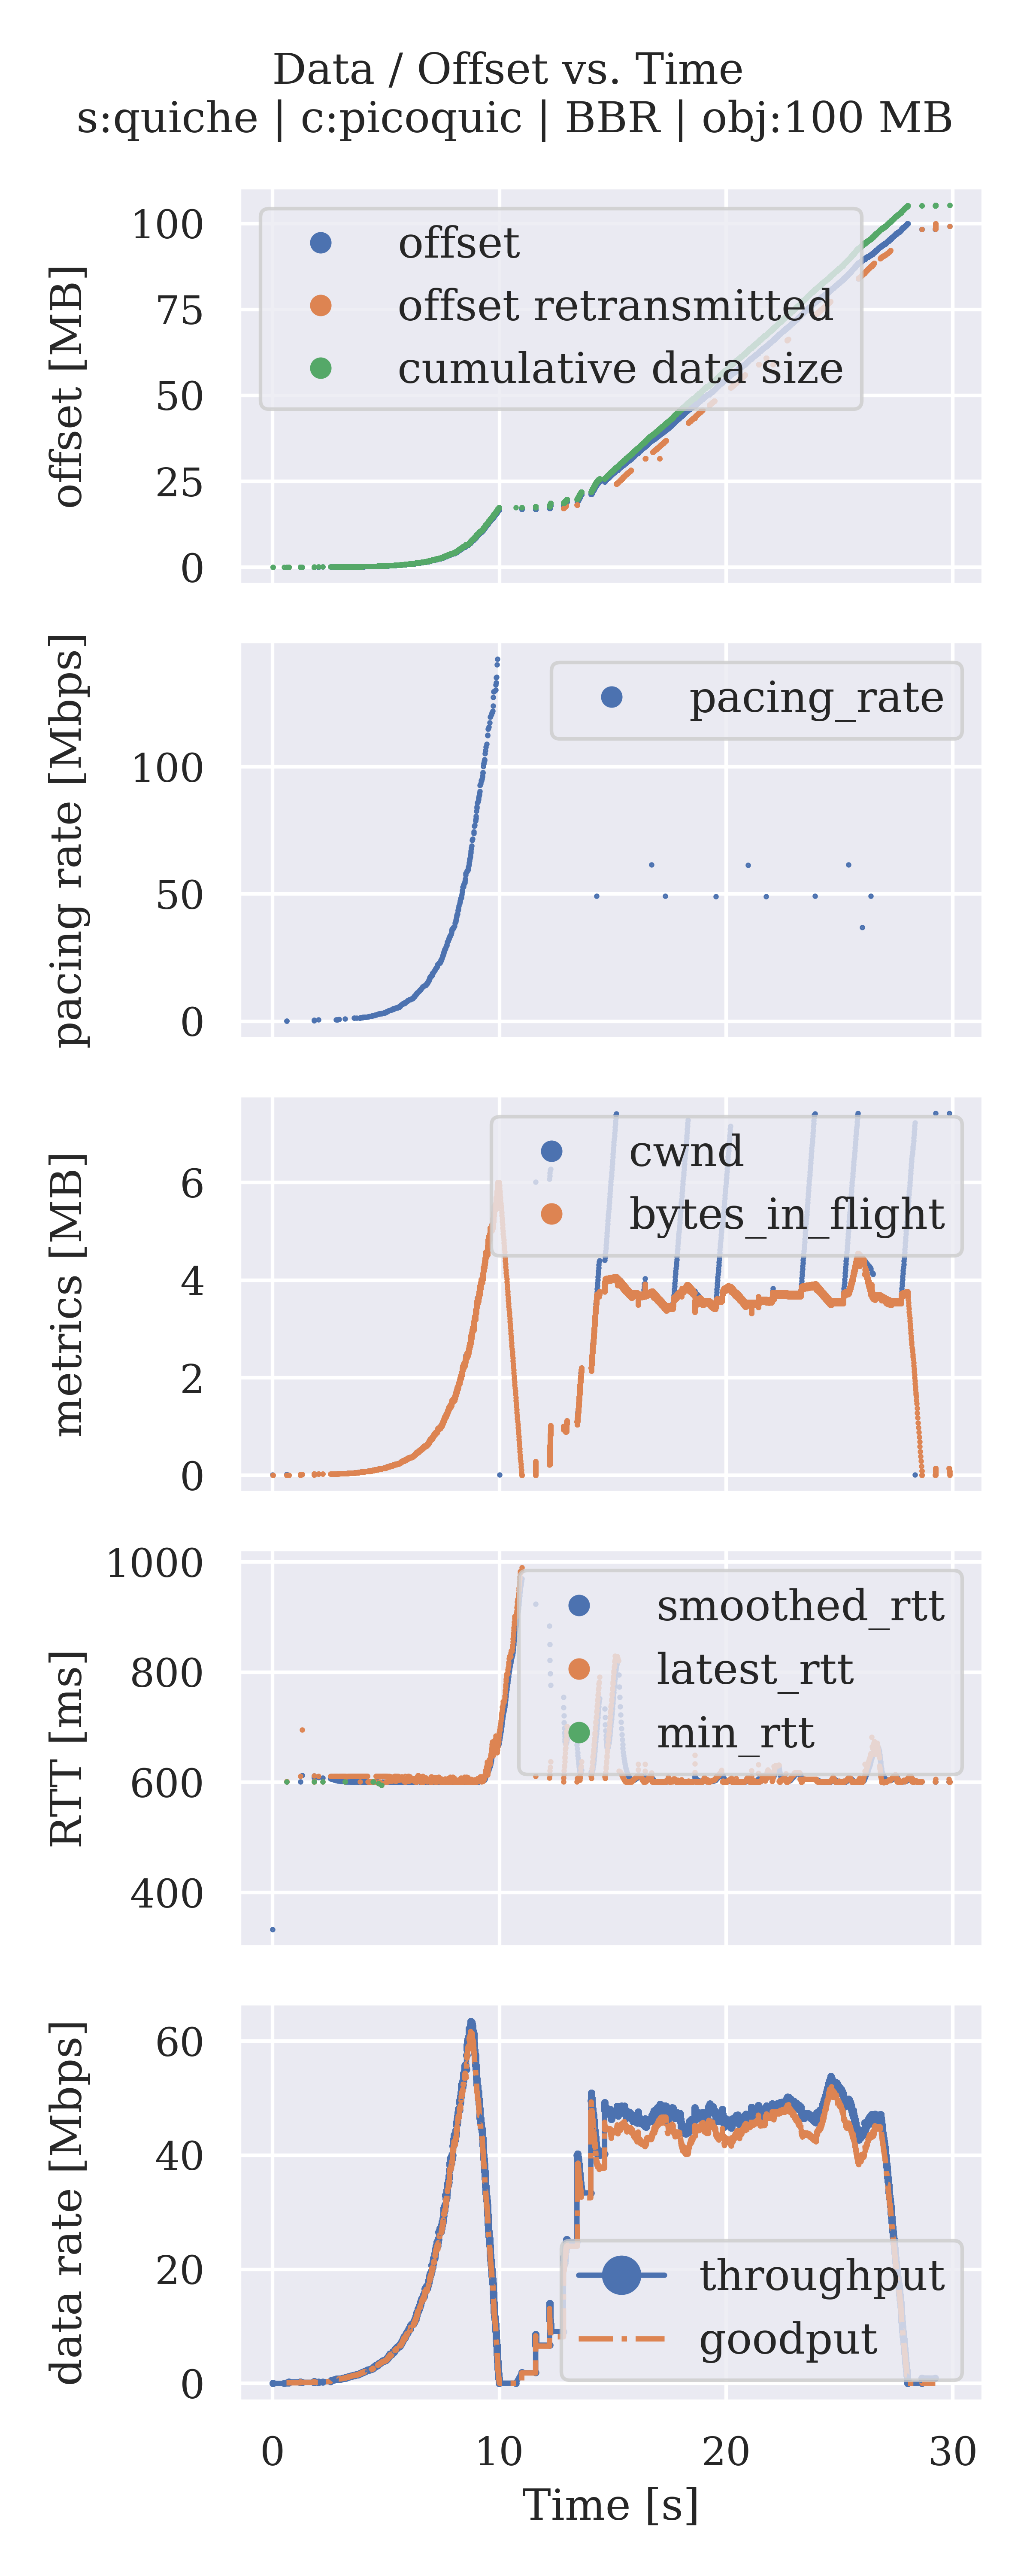 Data / Offset vs. Time
s:quiche | c:picoquic | BBR | obj:100 MB
offset [MB]
100
75
50
25
0
offset
offset retransmitted
cumulative data size
pacing rate [Mbps]
100
50
0
pacing_rate
metrics [MB]
6
4
2
0
cwnd
bytes_in_flight
RTT [ms]
1000
800
600
400
smoothed_rtt
latest_rtt
min_rtt
data rate [Mbps]
60
40
20
0
throughput
goodput
0 10 20 30
Time [s]